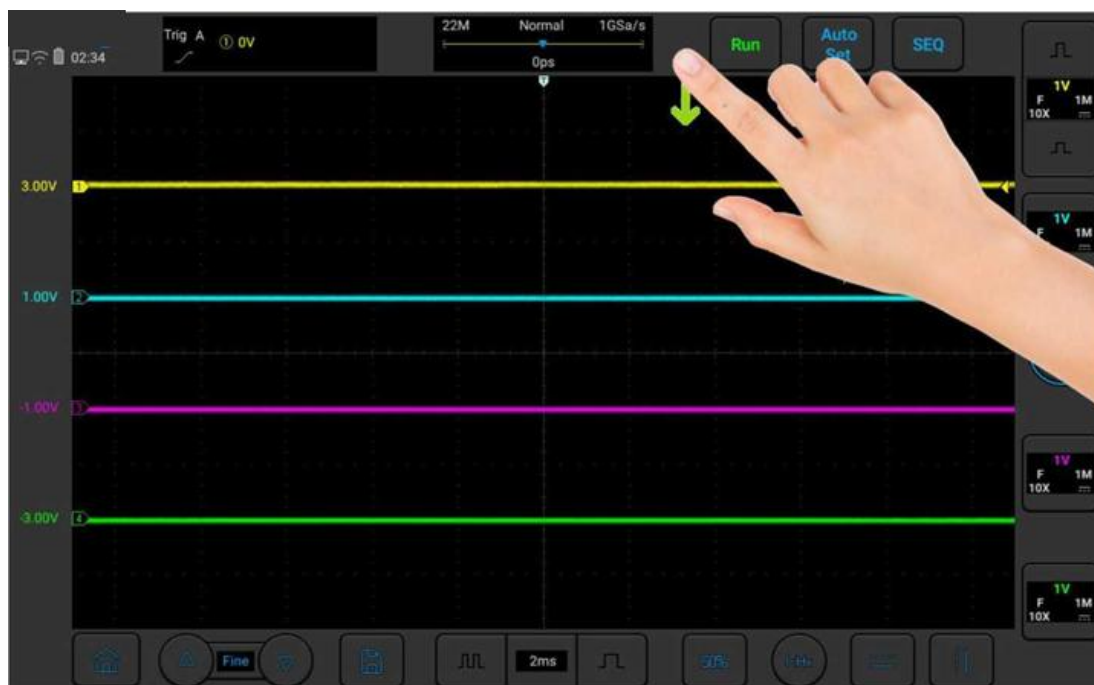 Trig A ① 0V
22M Normal 1GSa/s
0ps
Run
Auto
Set
SEQ
02:34
T
1V
F 1M
10X
3.00V 1
1V
F 1M
1.00V 2
-1.00V 3
1V
F 1M
10X
-3.00V 4
1V
F 1M
10X
Fine
2ms
50%